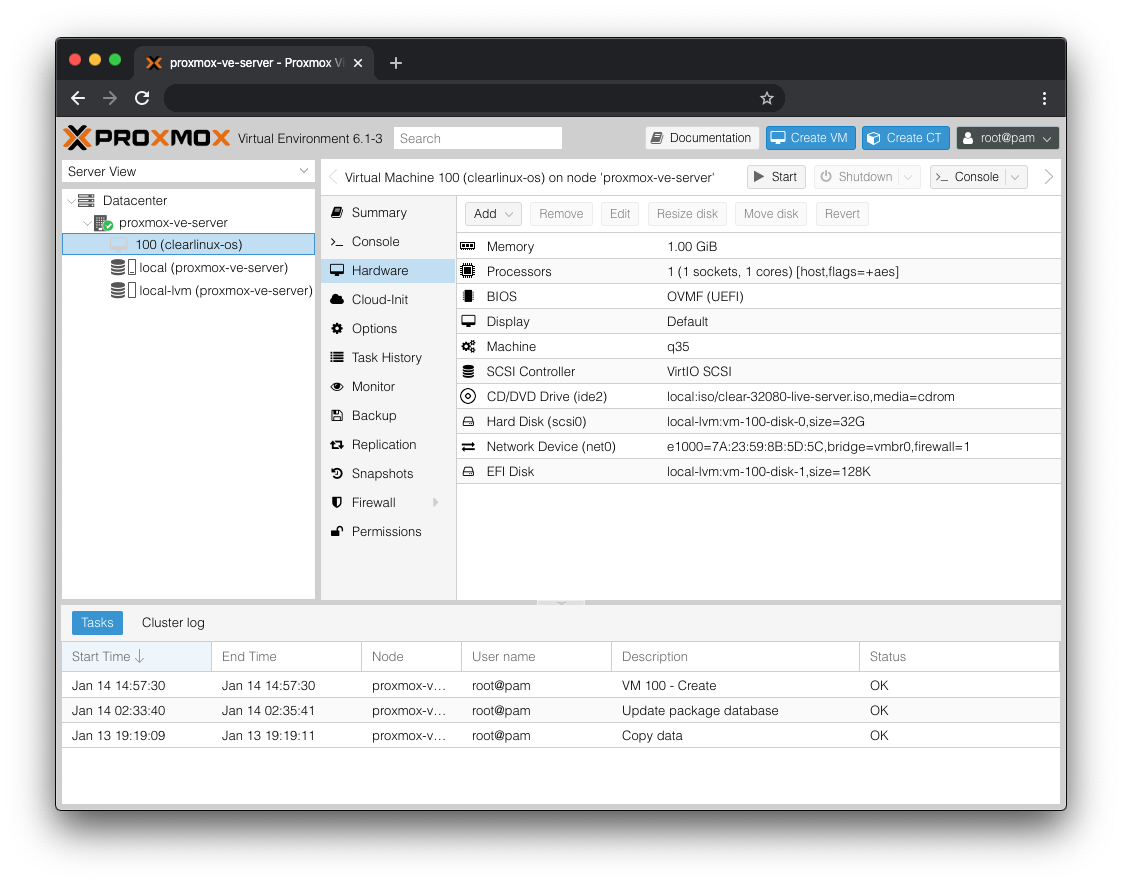 proxmox-ve-server - Proxmox Vi
PROXMOX Virtual Environment 6.1-3 Search Documentation Create VM Create CT root@pam
Server View
Datacenter
proxmox-ve-server
100 (clearlinux-os)
local (proxmox-ve-server)
local-lvm (proxmox-ve-server)
Virtual Machine 100 (clearlinux-os) on node 'proxmox-ve-server' Start Shutdown >_ Console
Summary
Console
Hardware
Cloud-Init
Options
Task History
Monitor
Backup
Replication
Snapshots
Firewall
Permissions
Add Remove Edit Resize disk Move disk Revert
Memory 1.00 GiB
Processors 1 (1 sockets, 1 cores) [host,flags=+aes]
BIOS OVMF (UEFI)
Display Default
Machine q35
SCSI Controller VirtIO SCSI
CD/DVD Drive (ide2) local:iso/clear-32080-live-server.iso,media=cdrom
Hard Disk (scsi0) local-lvm:vm-100-disk-0,size=32G
Network Device (net0) e1000=7A:23:59:8B:5D:5C,bridge=vmbr0,firewall=1
EFI Disk local-lvm:vm-100-disk-1,size=128K
Tasks Cluster log
Start Time End Time Node User name Description Status
Jan 14 14:57:30 Jan 14 14:57:30 proxmox-v... root@pam VM 100 - Create OK
Jan 14 02:33:40 Jan 14 02:35:41 proxmox-v... root@pam Update package database OK
Jan 13 19:19:09 Jan 13 19:19:11 proxmox-v... root@pam Copy data OK